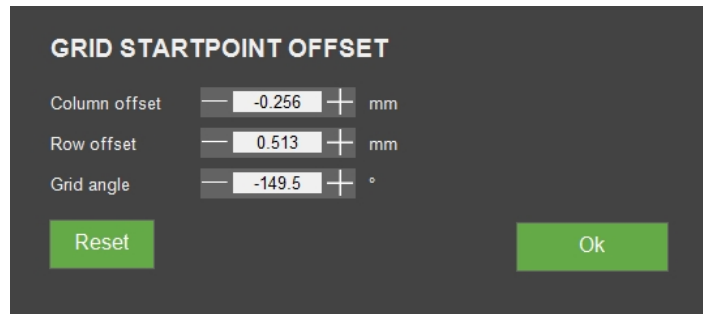 GRID STARTPOINT OFFSET
Column offset — -0.256 + mm
Row offset — 0.513 + mm
Grid angle — -149.5 + °
Reset Ok